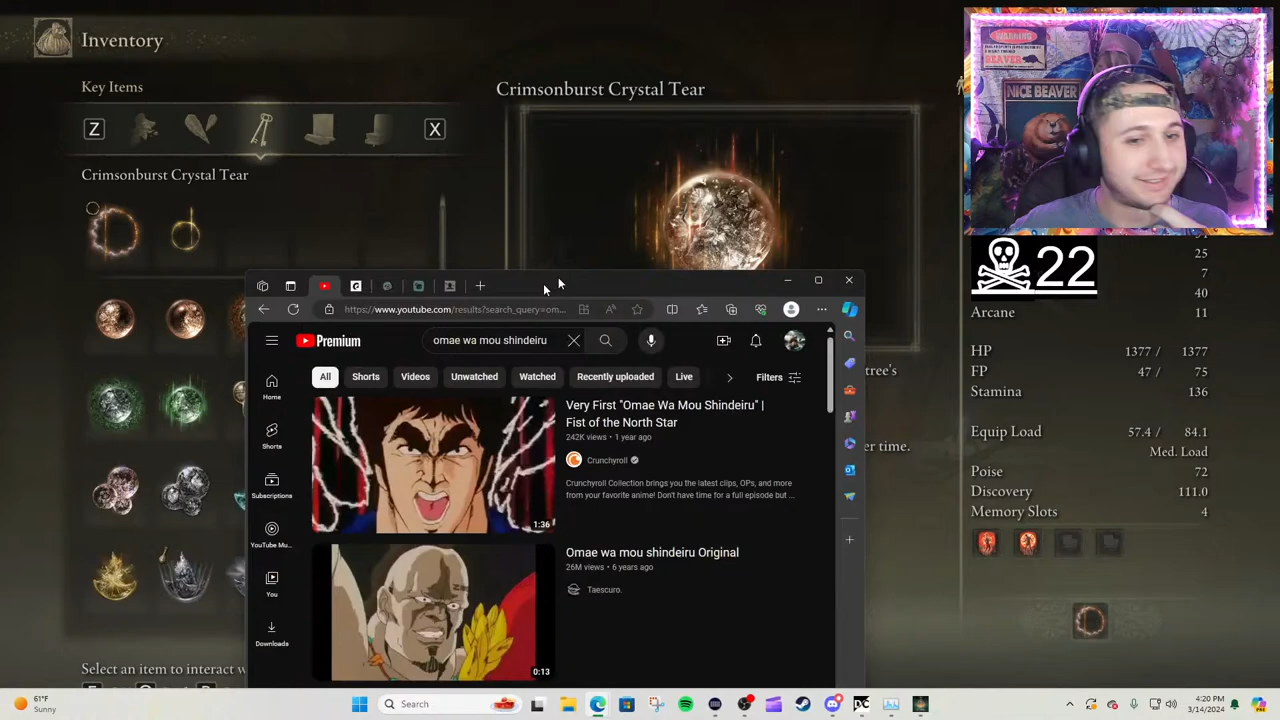 Inventory
Key Items
Crimsonburst Crystal Tear
Z
X
Crimsonburst Crystal Tear
WARNING
BEAVER
NICE BEAVER
22
25
7
40
Arcane 11
HP 1377 / 1377
FP 47 / 75
Stamina 136
Equip Load 57.4 / 84.1
Med. Load
Poise 72
Discovery 111.0
Memory Slots 4
tree's
er time.
https://www.youtube.com/results?search_query=om...
Premium
omae wa mou shindeiru
All
Shorts
Videos
Unwatched
Watched
Recently uploaded
Live
Filters
Home
Shorts
Subscriptions
YouTube Mu...
You
Downloads
Very First "Omae Wa Mou Shindeiru" |
Fist of the North Star
242K views • 1 year ago
Crunchyroll
Crunchyroll Collection brings you the latest clips, OPs, and more
from your favorite anime! Don't have time for a full episode but ...
1:36
Omae wa mou shindeiru Original
26M views • 6 years ago
Taescuro.
0:13
Select an item to interact w
61°F
Sunny
Search
DC
4:20 PM
3/14/2024